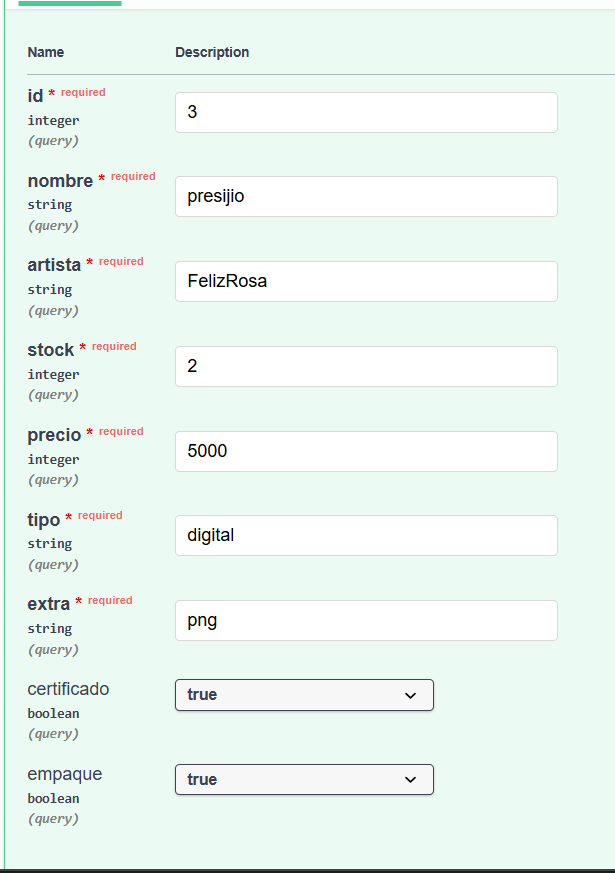 Name Description
id * required
integer
(query)
3
nombre * required
string
(query)
presijio
artista * required
string
(query)
FelizRosa
stock * required
integer
(query)
2
precio * required
integer
(query)
5000
tipo * required
string
(query)
digital
extra * required
string
(query)
png
certificado
boolean
(query)
true
empaque
boolean
(query)
true